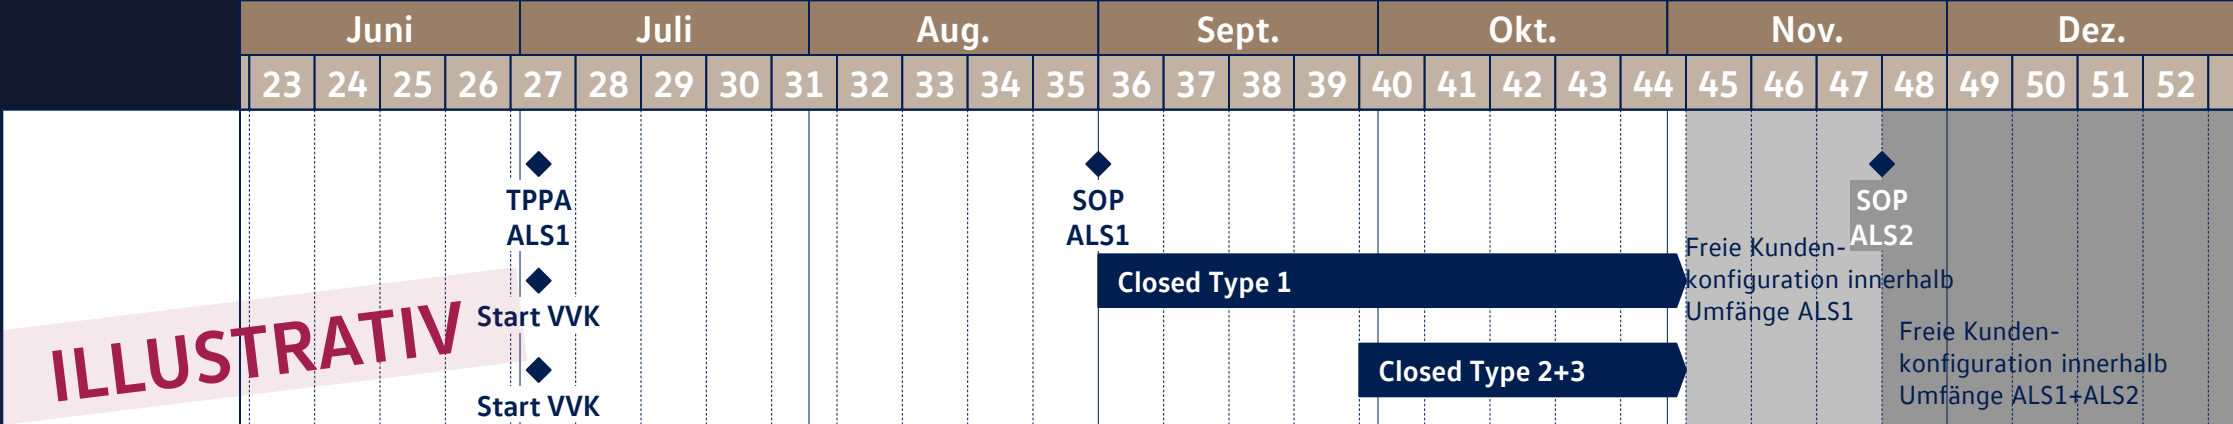 Juni Juli Aug. Sept. Okt. Nov. Dez.
23 24 25 26 27 28 29 30 31 32 33 34 35 36 37 38 39 40 41 42 43 44 45 46 47 48 49 50 51 52
TPPA
ALS1
SOP
ALS1
SOP
ALS2
Start VVK
Closed Type 1
Freie Kunden-
konfiguration innerhalb
Umfänge ALS1
Start VVK
Closed Type 2+3
Freie Kunden-
konfiguration innerhalb
Umfänge ALS1+ALS2
ILLUSTRATIV